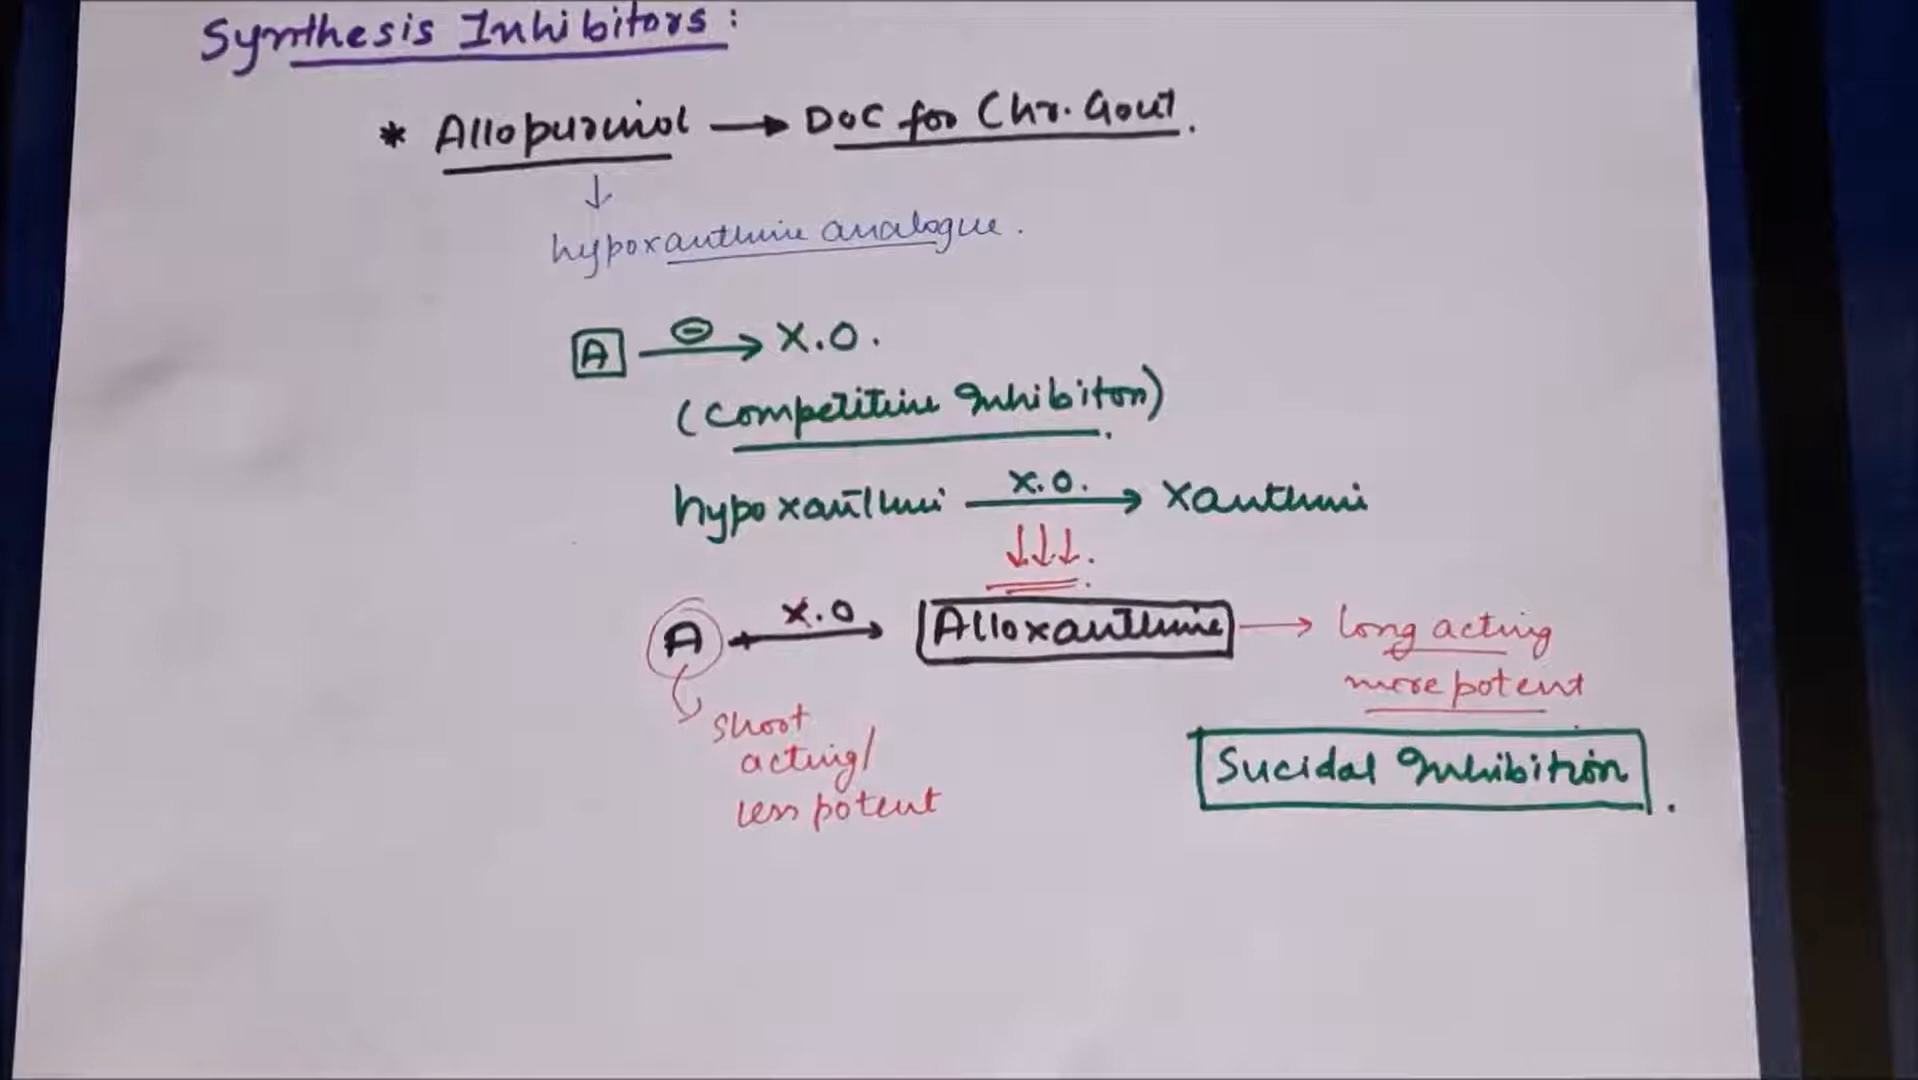 Synthesis Inhibitors:
* Allopurinol → DOC for Chr. Gout.
↓
hypoxanthine analogue.
A ⊖→ X.O.
(Competitive Inhibiton)
hypoxanthine X.O.→ Xanthine
↓↓↓.
A X.O→ Alloxanthine → long acting
more potent
short
acting/
less potent
Sucidal Inhibition.